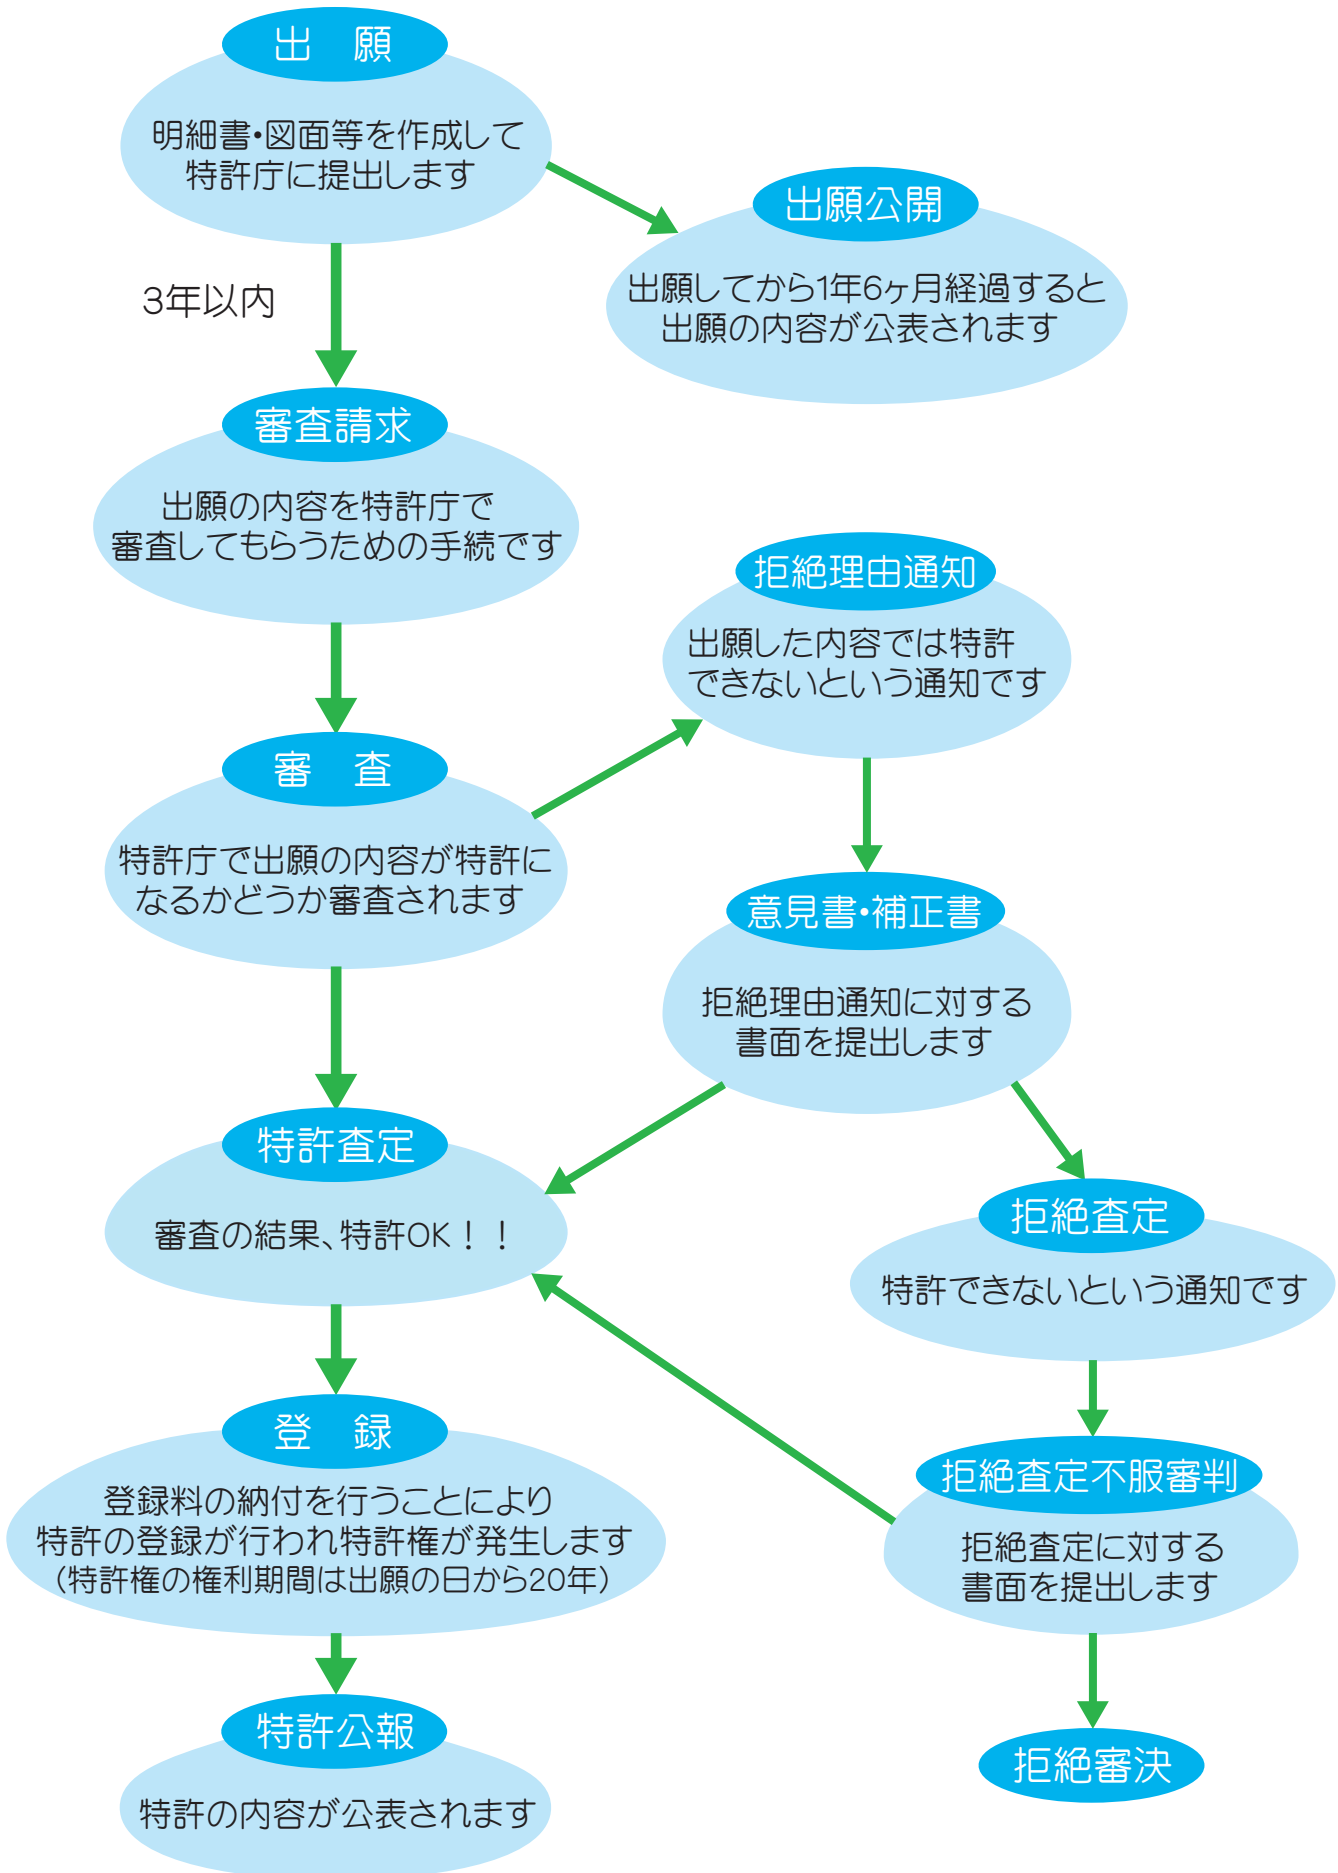 出　願
明細書・図面等を作成して
特許庁に提出します
出願公開
出願してから1年6ヶ月経過すると
出願の内容が公表されます
3年以内
審査請求
出願の内容を特許庁で
審査してもらうための手続です
拒絶理由通知
出願した内容では特許
できないという通知です
審　査
特許庁で出願の内容が特許に
なるかどうか審査されます
意見書・補正書
拒絶理由通知に対する
書面を提出します
特許査定
審査の結果、特許OK！！
拒絶査定
特許できないという通知です
登　録
登録料の納付を行うことにより
特許の登録が行われ特許権が発生します
（特許権の権利期間は出願の日から20年）
拒絶査定不服審判
拒絶査定に対する
書面を提出します
特許公報
特許の内容が公表されます
拒絶審決